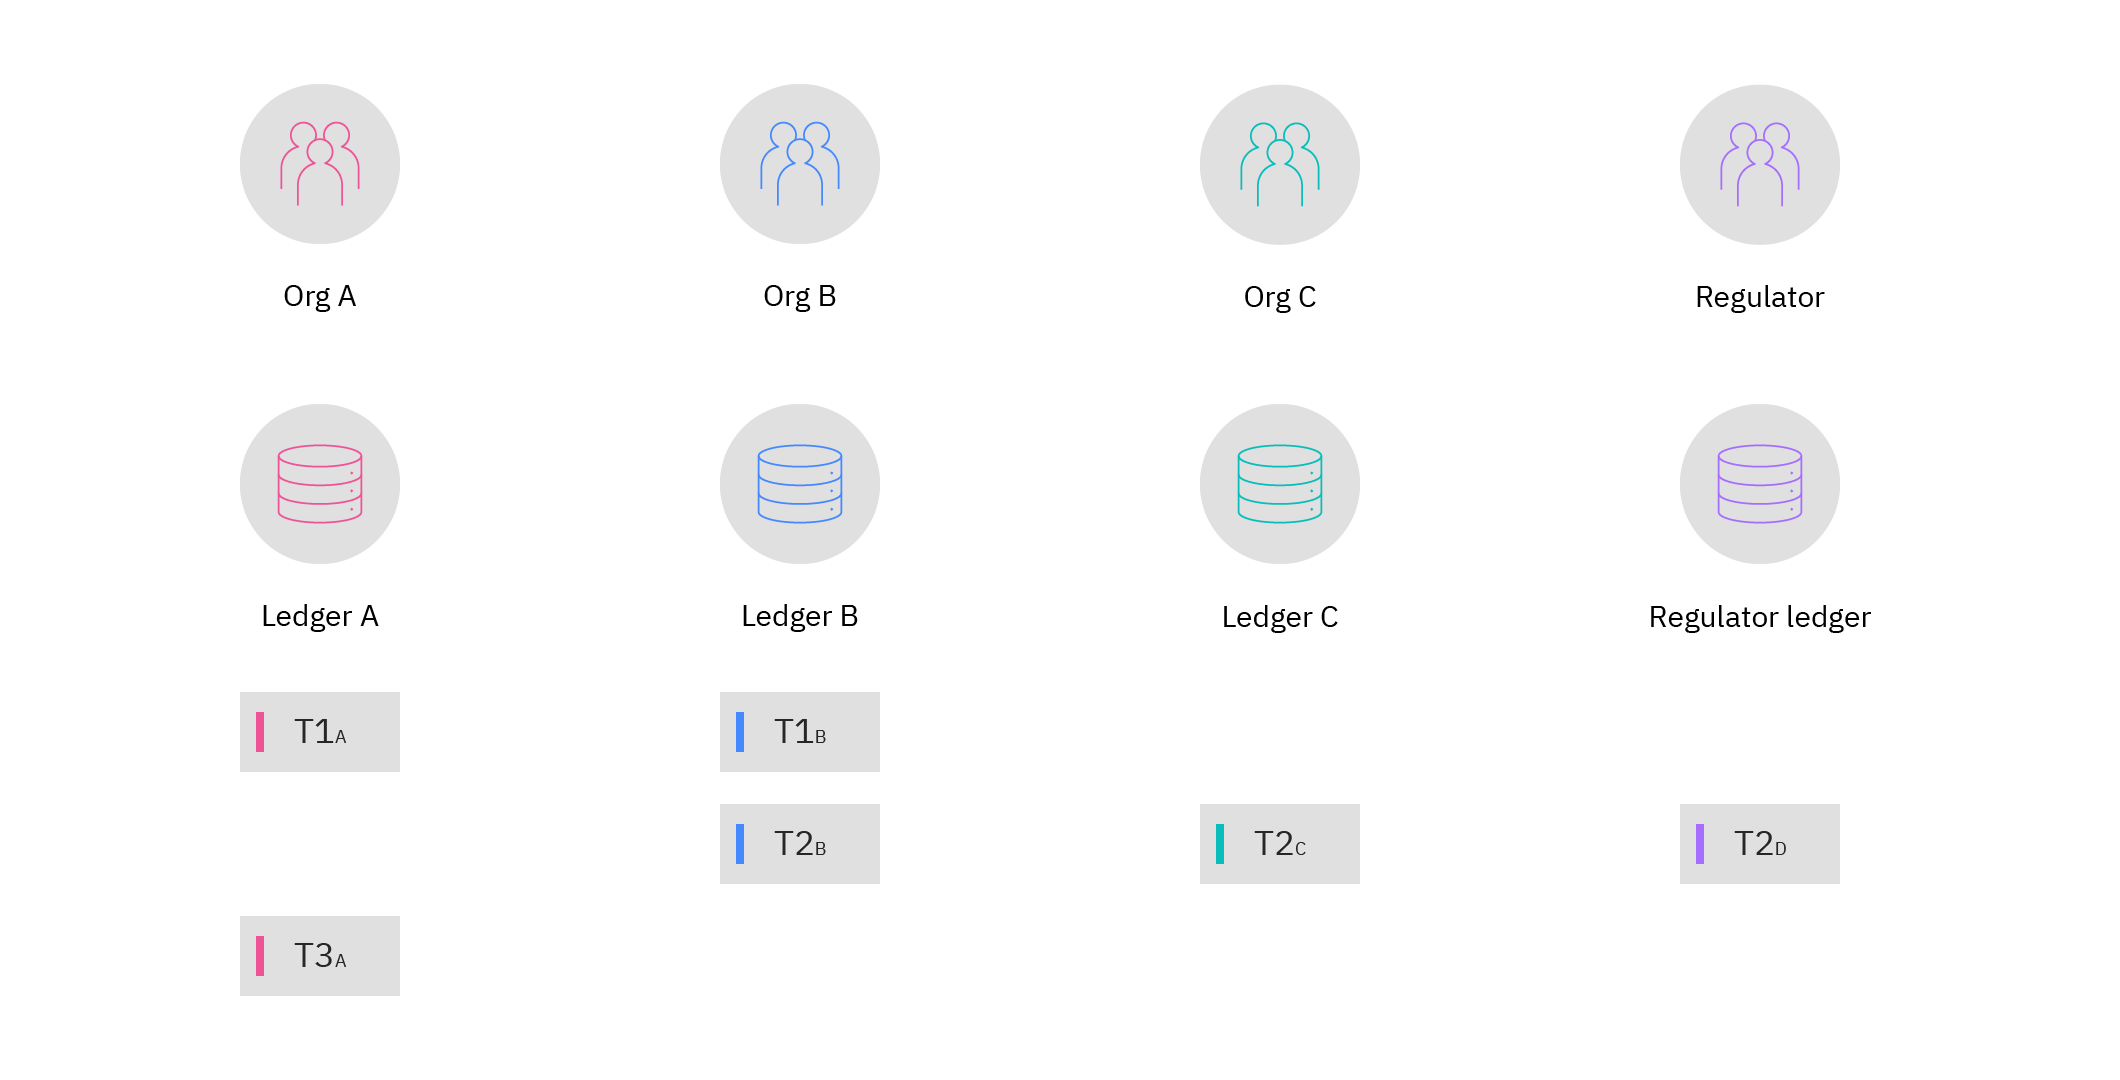 Org A
Org B
Org C
Regulator
Ledger A
Ledger B
Ledger C
Regulator ledger
T1A
T1B
T2B
T2C
T2D
T3A